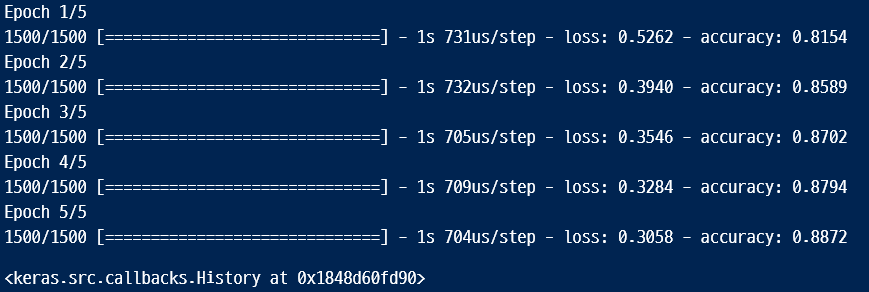 Epoch 1/5
1500/1500 [==============================] - 1s 731us/step - loss: 0.5262 - accuracy: 0.8154
Epoch 2/5
1500/1500 [==============================] - 1s 732us/step - loss: 0.3940 - accuracy: 0.8589
Epoch 3/5
1500/1500 [==============================] - 1s 705us/step - loss: 0.3546 - accuracy: 0.8702
Epoch 4/5
1500/1500 [==============================] - 1s 709us/step - loss: 0.3284 - accuracy: 0.8794
Epoch 5/5
1500/1500 [==============================] - 1s 704us/step - loss: 0.3058 - accuracy: 0.8872
<keras.src.callbacks.History at 0x1848d60fd90>